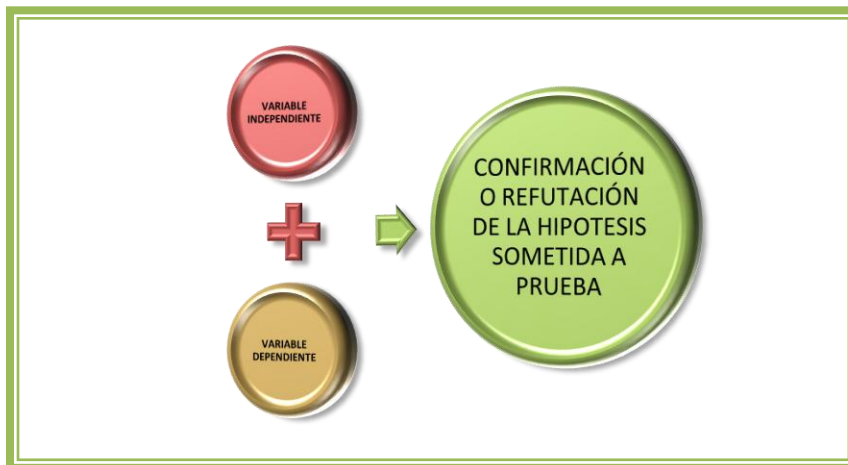 VARIABLE
INDEPENDIENTE
VARIABLE
DEPENDIENTE
CONFIRMACIÓN
O REFUTACIÓN
DE LA HIPOTESIS
SOMETIDA A
PRUEBA